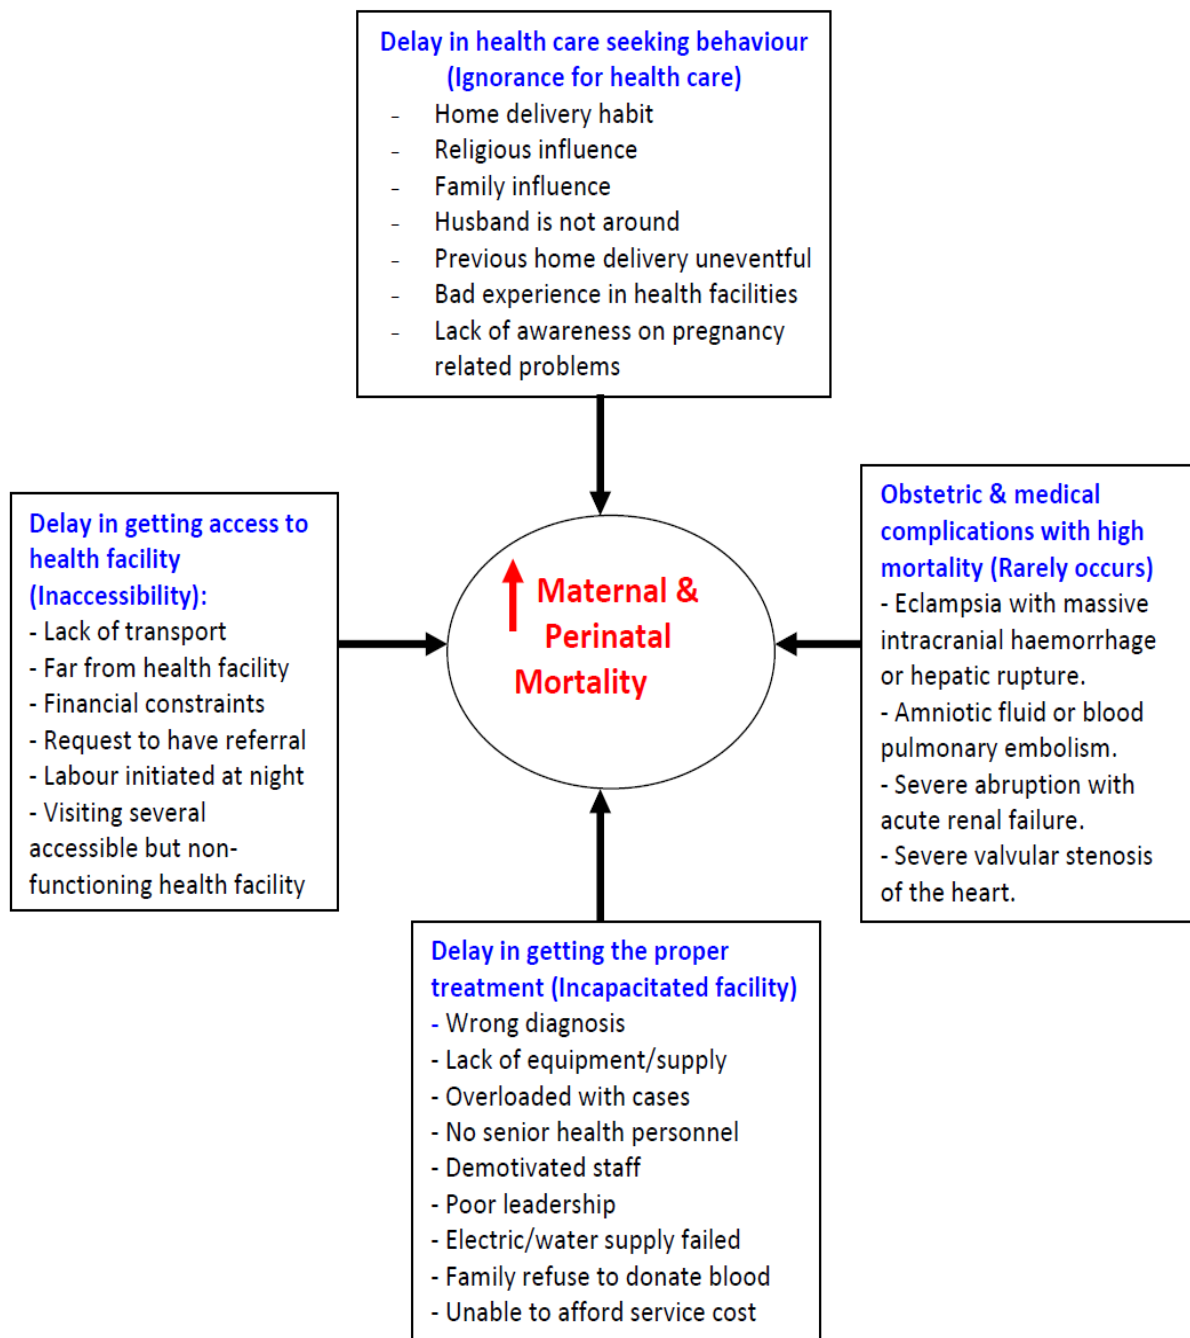 Delay in health care seeking behaviour
(Ignorance for health care)
- Home delivery habit
- Religious influence
- Family influence
- Husband is not around
- Previous home delivery uneventful
- Bad experience in health facilities
- Lack of awareness on pregnancy
related problems
Delay in getting access to
health facility
(Inaccessibility):
- Lack of transport
- Far from health facility
- Financial constraints
- Request to have referral
- Labour initiated at night
- Visiting several
accessible but non-
functioning health facility
Maternal &
Perinatal
Mortality
Obstetric & medical
complications with high
mortality (Rarely occurs)
- Eclampsia with massive
intracranial haemorrhage
or hepatic rupture.
- Amniotic fluid or blood
pulmonary embolism.
- Severe abruption with
acute renal failure.
- Severe valvular stenosis
of the heart.
Delay in getting the proper
treatment (Incapacitated facility)
- Wrong diagnosis
- Lack of equipment/supply
- Overloaded with cases
- No senior health personnel
- Demotivated staff
- Poor leadership
- Electric/water supply failed
- Family refuse to donate blood
- Unable to afford service cost